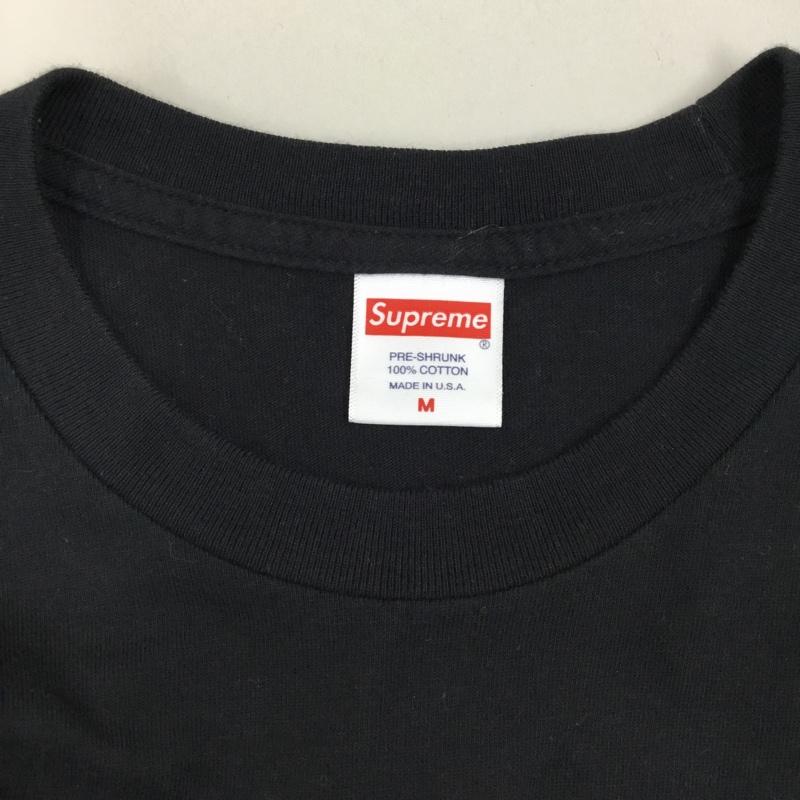 Supreme
®
PRE-SHRUNK
100% COTTON
MADE IN U.S.A.
M